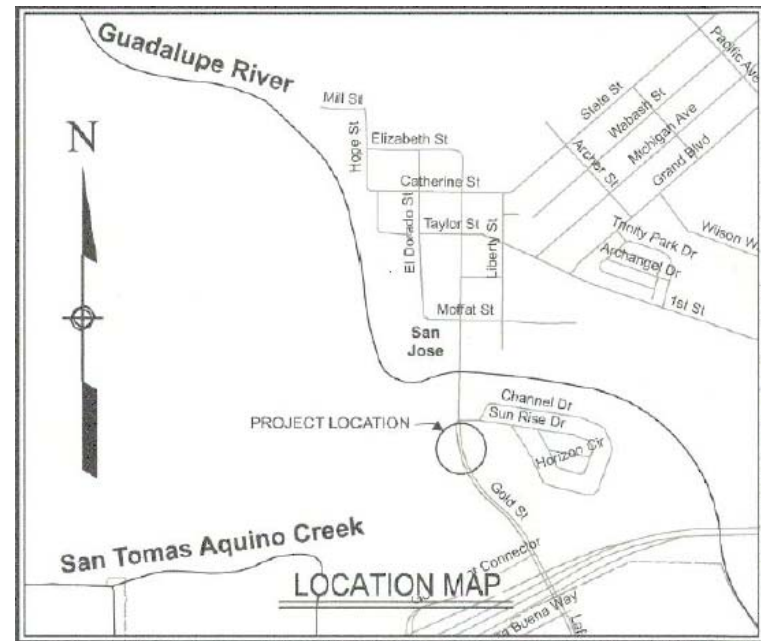 Guadalupe River
Pacific Ave
State St
Wabash St
Michigan Ave
Grand Blvd
Archer St
Mill St
Hope St
Elizabeth St
N
Catherine St
El Dorado St
Taylor St
Liberty St
Trinity Park Dr
Wilson W
Archangel Dr
1st St
Moffat St
San
Jose
Channel Dr
Sun Rise Dr
PROJECT LOCATION
Horizon Cir
Gold St
San Tomas Aquino Creek
Connector
LOCATION MAP
Buena Way